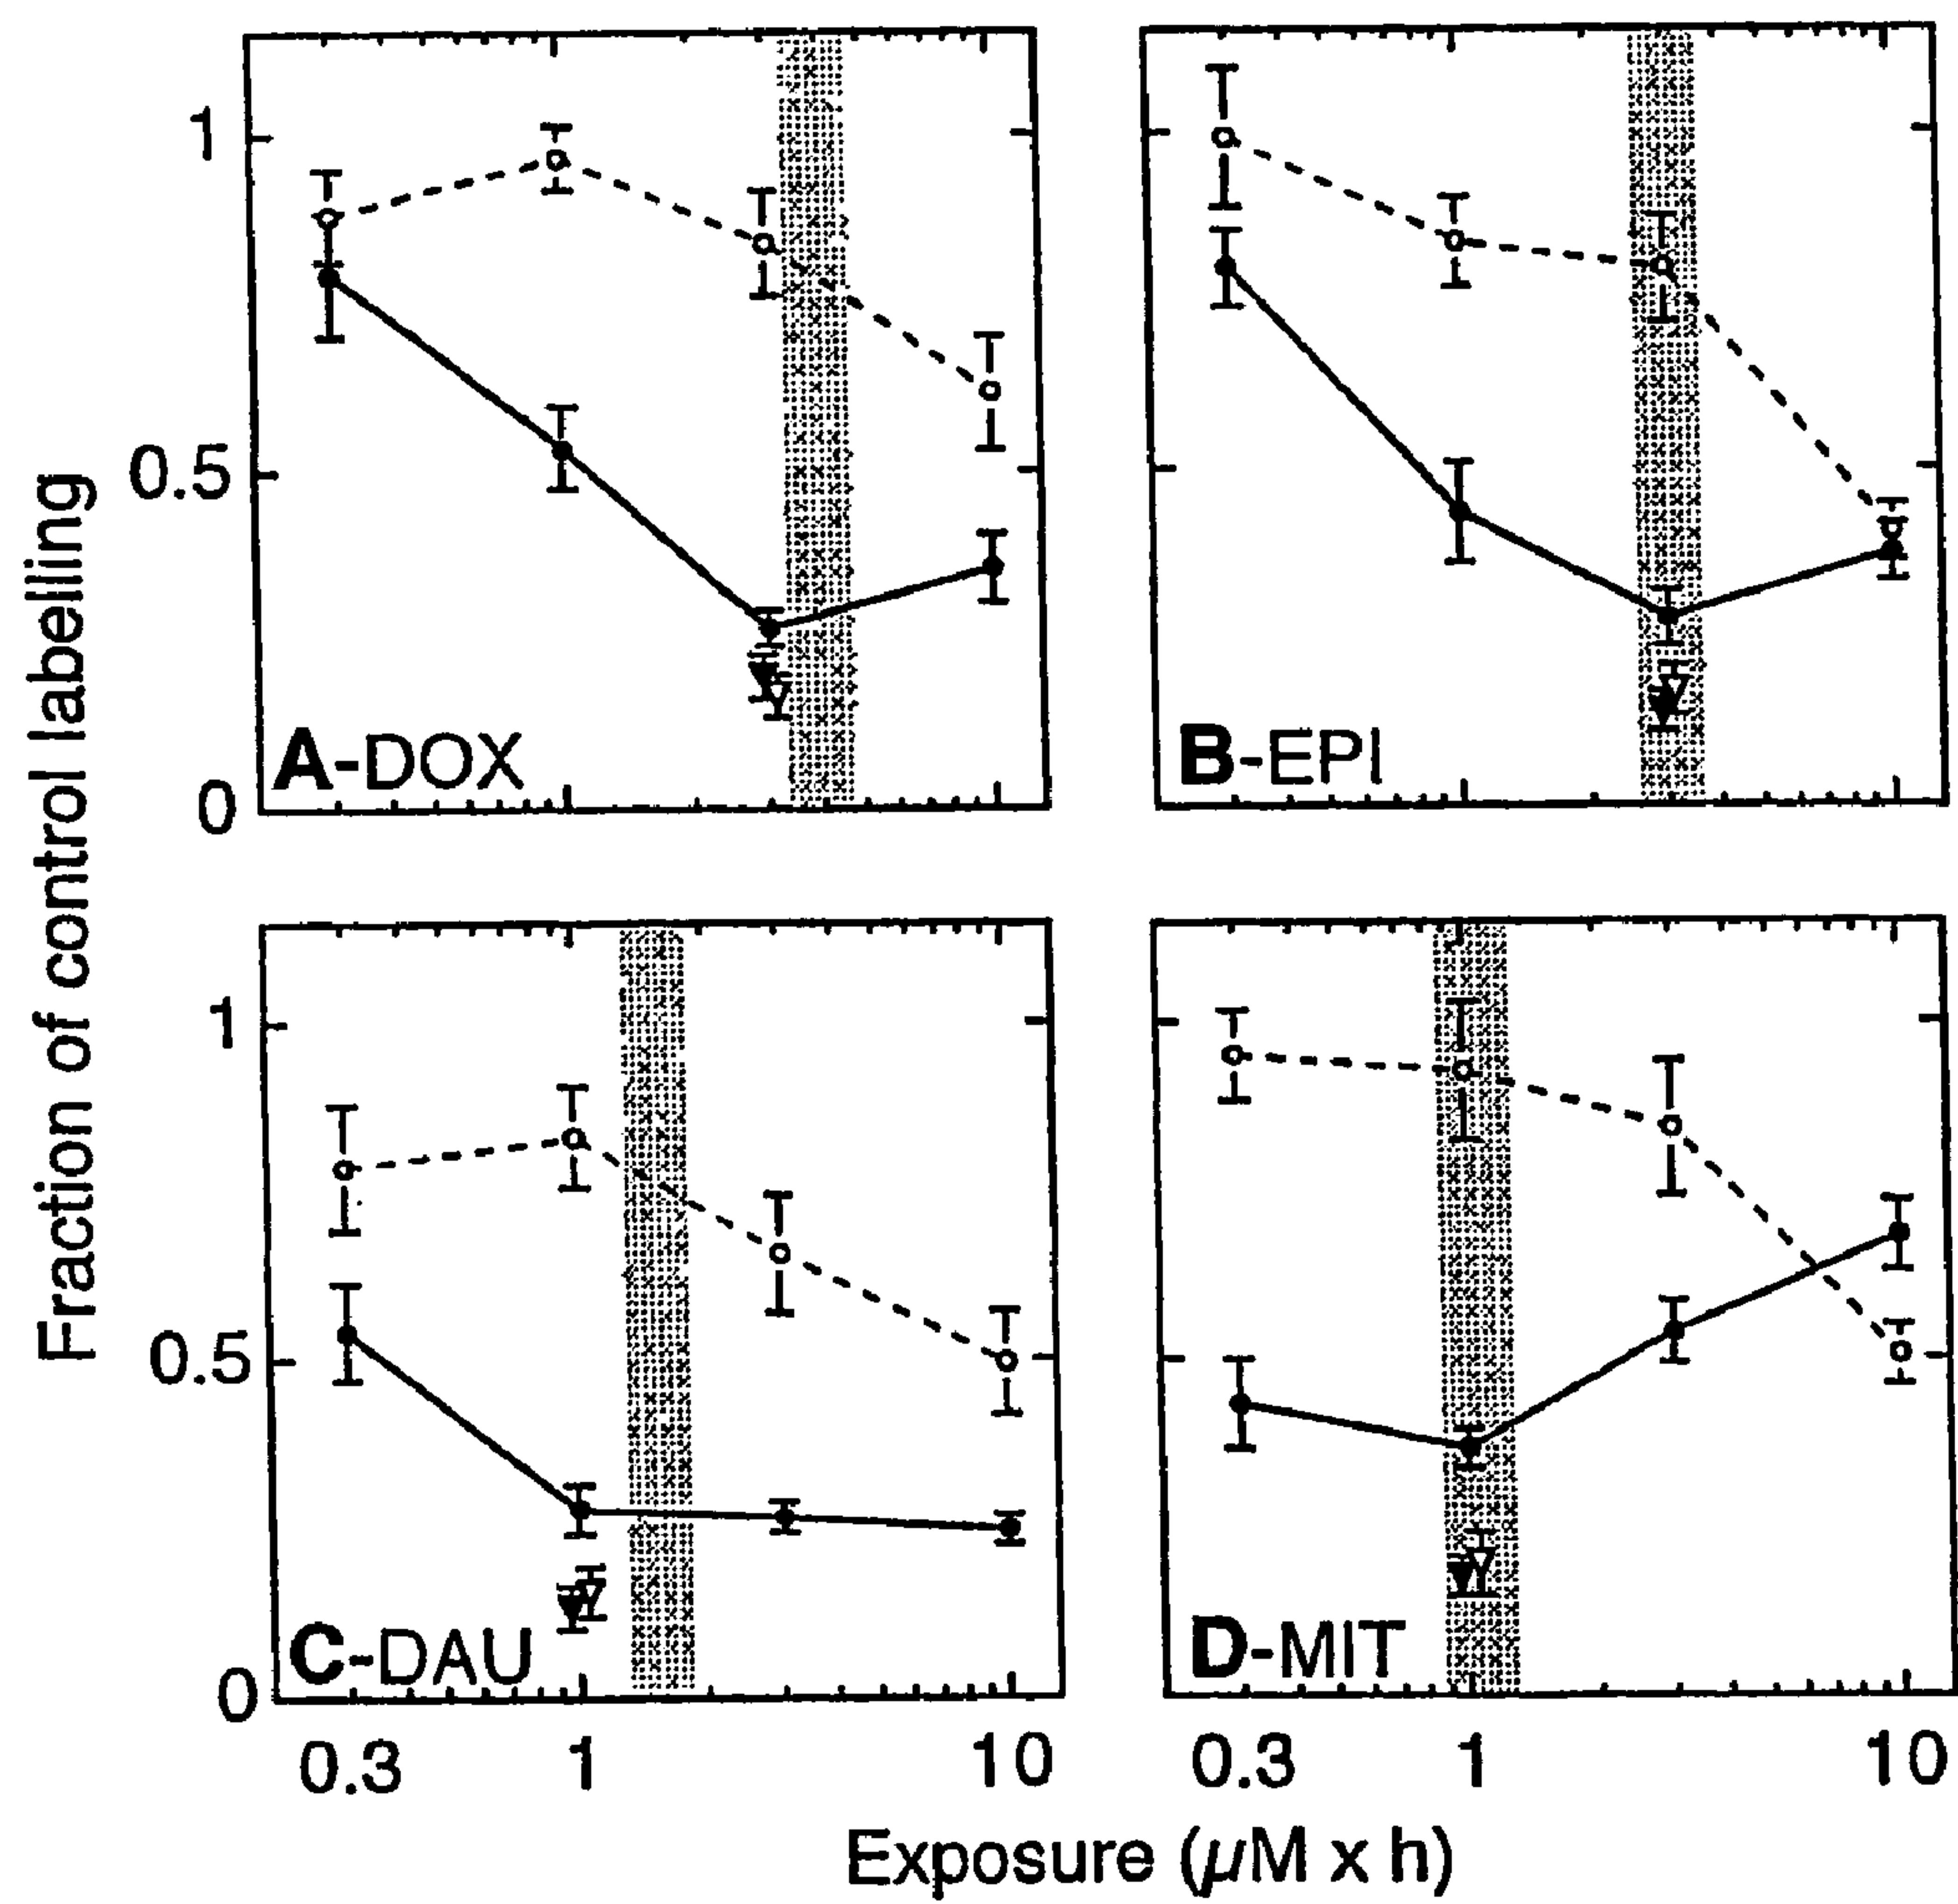 Fraction of control labelling
1
0.5
0
A-DOX
B-EPI
1
0.5
0
C-DAU
D-MIT
0.3 1 10 0.3 1 10
Exposure (µM x h)